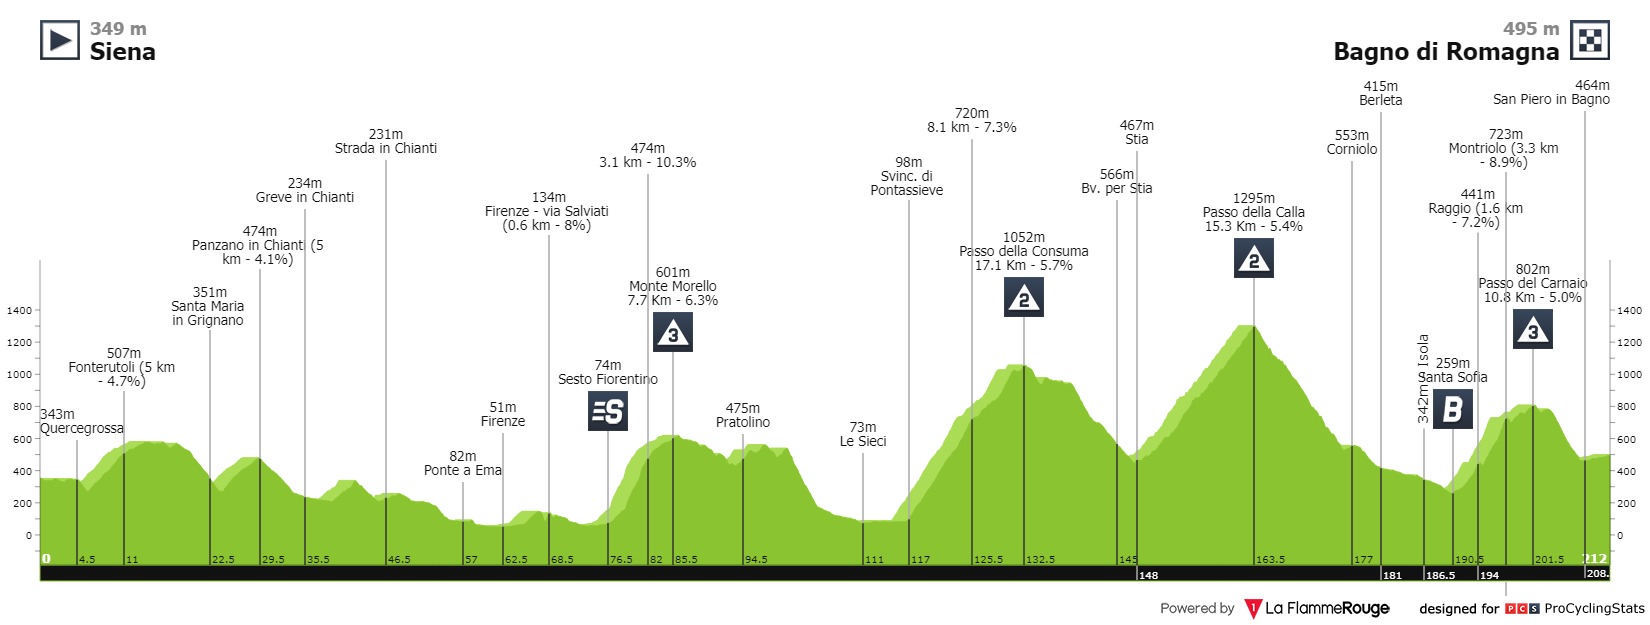 349 m
Siena
495 m
Bagno di Romagna
343m
Quercegrossa
507m
Fonterutoli (5 km
- 4.7%)
351m
Santa Maria
in Grignano
474m
Panzano in Chianti (5
km - 4.1%)
234m
Greve in Chianti
231m
Strada in Chianti
82m
Ponte a Ema
51m
Firenze
134m
Firenze - via Salviati
(0.6 km - 8%)
74m
Sesto Fiorentino
S
474m
3.1 km - 10.3%
601m
Monte Morello
7.7 Km - 6.3%
3
475m
Pratolino
73m
Le Sieci
98m
Svinc. di
Pontassieve
720m
8.1 km - 7.3%
1052m
Passo della Consuma
17.1 Km - 5.7%
2
566m
Bv. per Stia
467m
Stia
1295m
Passo della Calla
15.3 Km - 5.4%
2
553m
Corniolo
415m
Berleta
342m Isola
259m
Santa Sofia
B
441m
Raggio (1.6 km
- 7.2%)
723m
Montriolo (3.3 km
- 8.9%)
802m
Passo del Carnaio
10.8 Km - 5.0%
3
464m
San Piero in Bagno
1400
1200
1000
800
600
400
200
0
1400
1200
1000
800
600
400
200
0
0 4.5 11 22.5 29.5 35.5 46.5 57 62.5 68.5 76.5 82 85.5 94.5 111 117 125.5 132.5 145 163.5 177 190.5 201.5 212
148 181 186.5 194 208.
Powered by La FlammeRouge designed for PCS ProCyclingStats